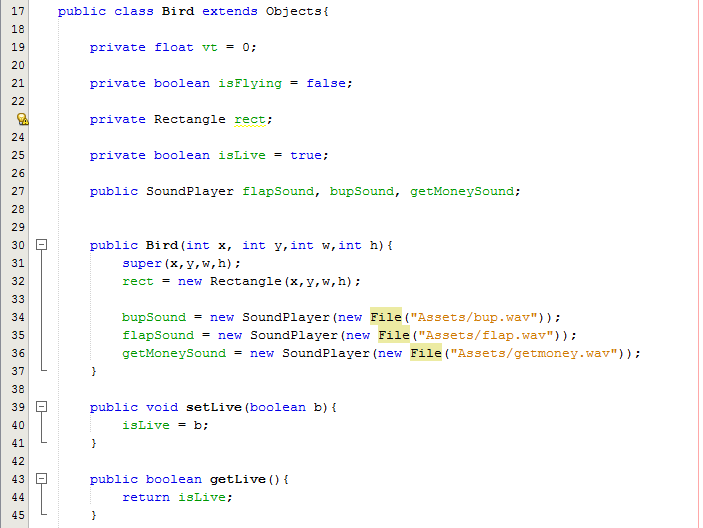 17 public class Bird extends Objects{
18
19 private float vt = 0;
20
21 private boolean isFlying = false;
22
private Rectangle rect;
24
25 private boolean isLive = true;
26
27 public SoundPlayer flapSound, bupSound, getMoneySound;
28
29
30 public Bird(int x, int y,int w,int h){
31 super(x,y,w,h);
32 rect = new Rectangle(x,y,w,h);
33
34 bupSound = new SoundPlayer(new File("Assets/bup.wav"));
35 flapSound = new SoundPlayer(new File("Assets/flap.wav"));
36 getMoneySound = new SoundPlayer(new File("Assets/getmoney.wav"));
37 }
38
39 public void setLive(boolean b){
40 isLive = b;
41 }
42
43 public boolean getLive(){
44 return isLive;
45 }